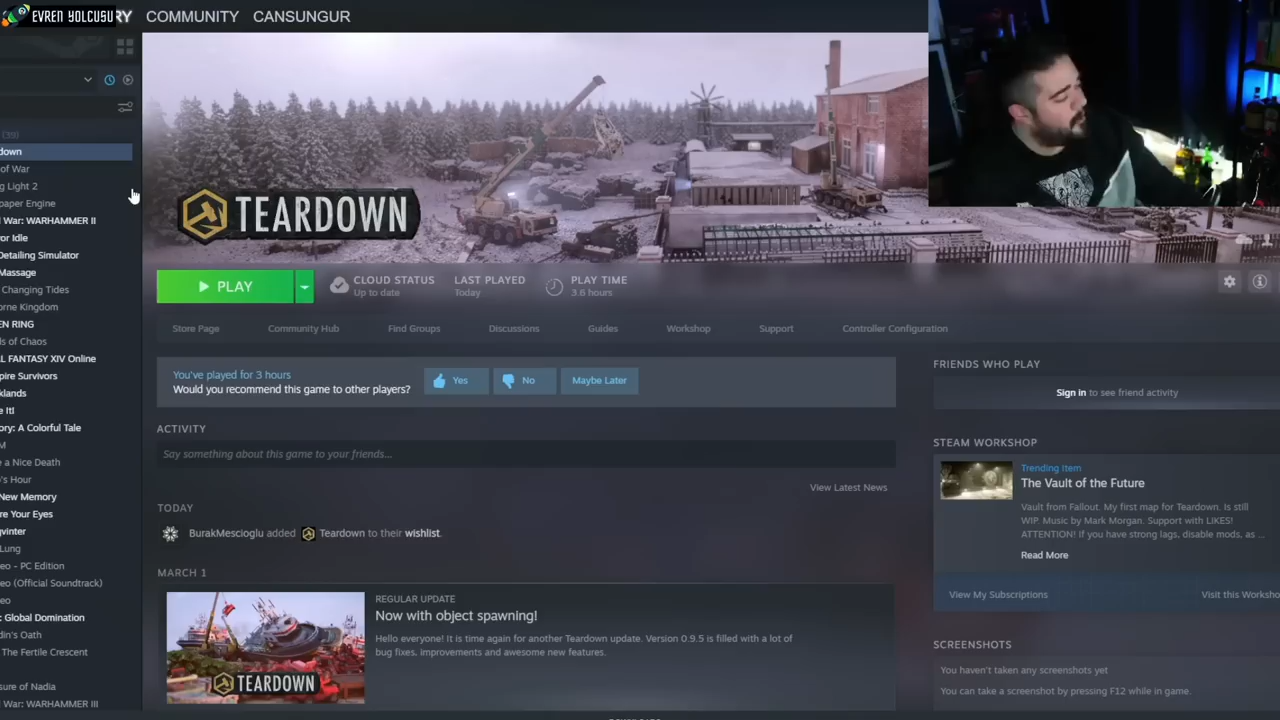 EVREN YOLCUSU
RY
COMMUNITY
CANSUNGUR
(39)
down
of War
g Light 2
paper Engine
War: WARHAMMER II
or Idle
Detailing Simulator
Massage
Changing Tides
orne Kingdom
EN RING
ds of Chaos
L FANTASY XIV Online
pire Survivors
cklands
e It!
ory: A Colorful Tale
M
e a Nice Death
o's Hour
New Memory
re Your Eyes
qvinter
Lung
eo - PC Edition
eo (Official Soundtrack)
eo
: Global Domination
din's Oath
The Fertile Crescent
sure of Nadia
War: WARHAMMER III
TEARDOWN
PLAY
CLOUD STATUS
Up to date
LAST PLAYED
Today
PLAY TIME
3.6 hours
Store Page
Community Hub
Find Groups
Discussions
Guides
Workshop
Support
Controller Configuration
You've played for 3 hours
Would you recommend this game to other players?
Yes
No
Maybe Later
ACTIVITY
Say something about this game to your friends...
View Latest News
TODAY
BurakMescioglu added Teardown to their wishlist.
MARCH 1
REGULAR UPDATE
Now with object spawning!
Hello everyone! It is time again for another Teardown update. Version 0.9.5 is filled with a lot of
bug fixes, improvements and awesome new features.
TEARDOWN
FRIENDS WHO PLAY
Sign in to see friend activity
STEAM WORKSHOP
Trending Item
The Vault of the Future
Vault from Fallout. My first map for Teardown. Is still
WIP. Music by Mark Morgan. Support with LIKES!
ATTENTION! If you have strong lags, disable mods, as ...
Read More
View My Subscriptions
Visit this Worksho
SCREENSHOTS
You haven't taken any screenshots yet
You can take a screenshot by pressing F12 while in game.